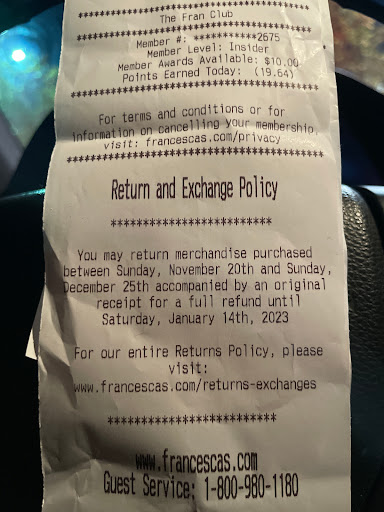 ******************************
The Fran Club
******************************
Member #: ***********2675
Member Level: Insider
Member Awards Available: $10.00
Points Earned Today: (19.64)
******************************
For terms and conditions or for
information on cancelling your membership,
visit: francescas.com/privacy
******************************
Return and Exchange Policy
*************************
You may return merchandise purchased
between Sunday, November 20th and Sunday,
December 25th accompanied by an original
receipt for a full refund until
Saturday, January 14th, 2023
For our entire Returns Policy, please
visit:
www.francescas.com/returns-exchanges
**************************
www.francescas.com
Guest Service: 1-800-980-1180